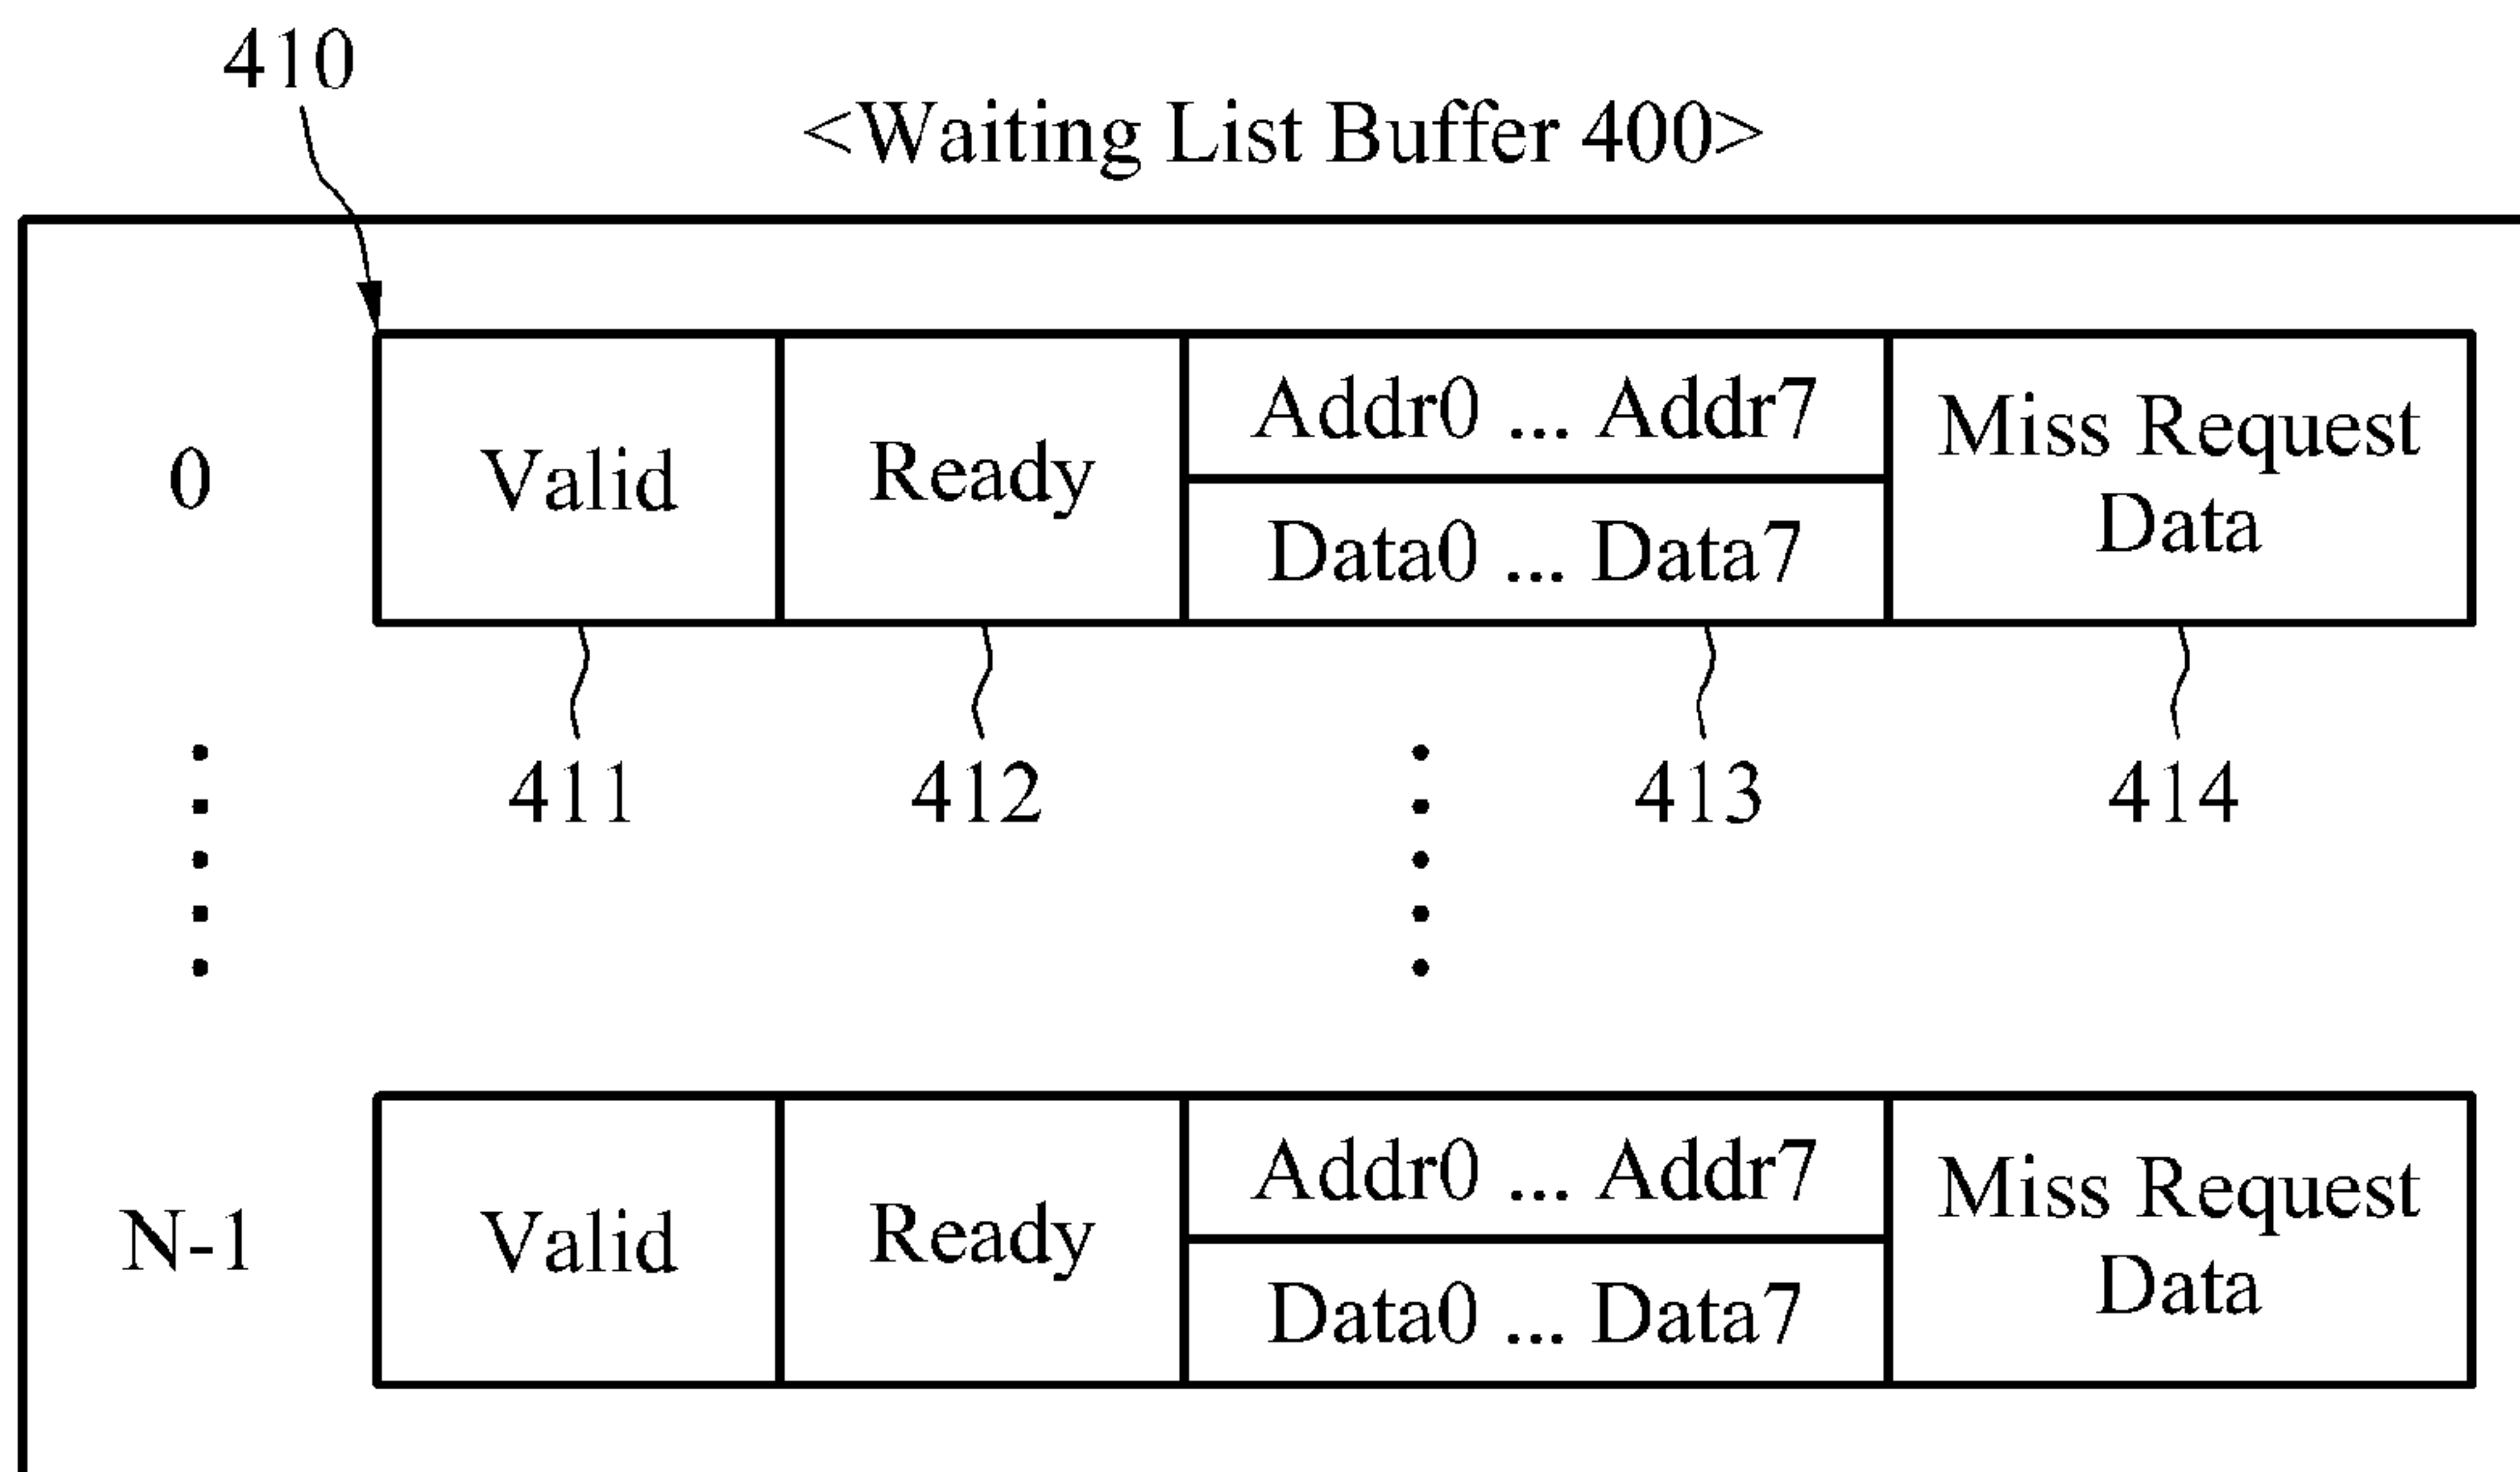 410
<Waiting List Buffer 400>
0
Valid
Ready
Addr0 ... Addr7
Data0 ... Data7
Miss Request
Data
411
412
413
414
N-1
Valid
Ready
Addr0 ... Addr7
Data0 ... Data7
Miss Request
Data